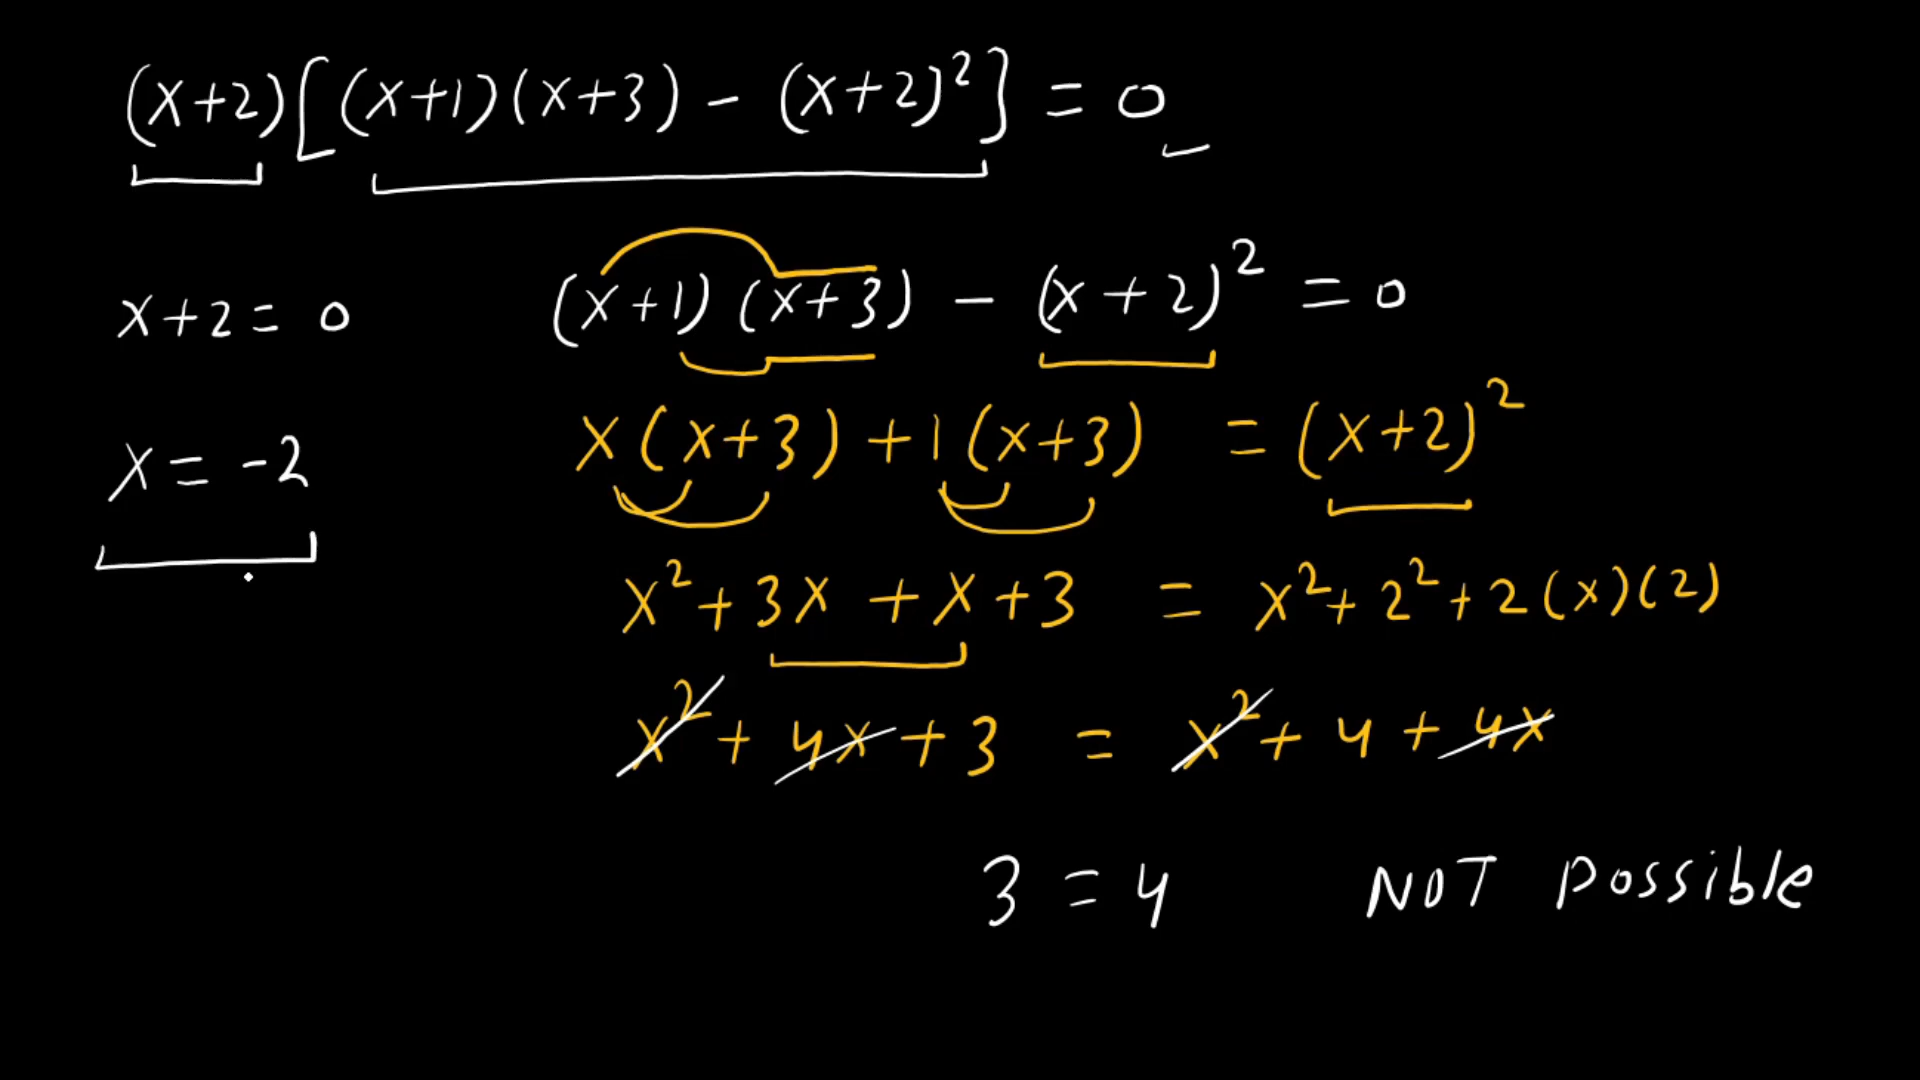 (x+2)[(x+1)(x+3) - (x+2)²] = 0
x+2 = 0
(x+1)(x+3) - (x+2)² = 0
x(x+3) + 1(x+3) = (x+2)²
x = -2
x² + 3x + x + 3 = x² + 2² + 2(x)(2)
x² + 4x + 3 = x² + 4 + 4x
3 = 4 NOT possible